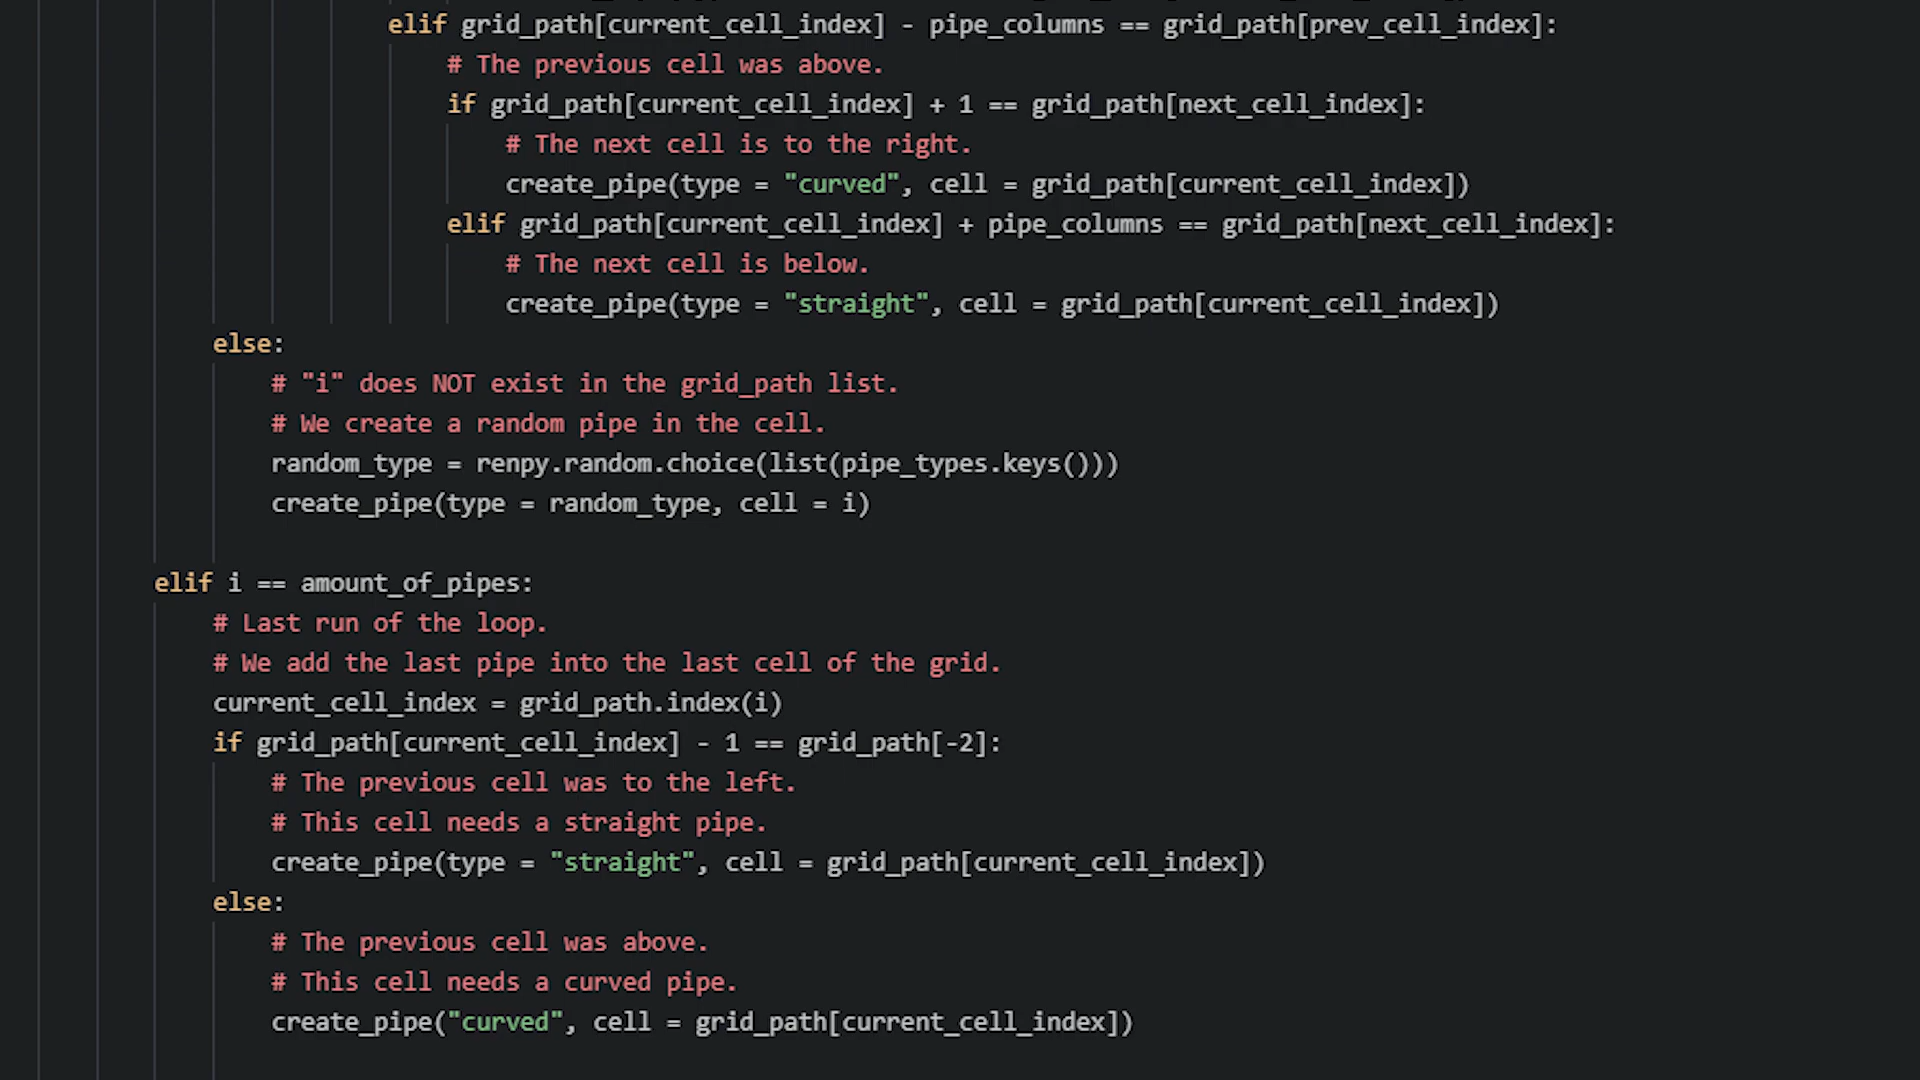 elif grid_path[current_cell_index] - pipe_columns == grid_path[prev_cell_index]:
# The previous cell was above.
if grid_path[current_cell_index] + 1 == grid_path[next_cell_index]:
# The next cell is to the right.
create_pipe(type = "curved", cell = grid_path[current_cell_index])
elif grid_path[current_cell_index] + pipe_columns == grid_path[next_cell_index]:
# The next cell is below.
create_pipe(type = "straight", cell = grid_path[current_cell_index])
else:
# "i" does NOT exist in the grid_path list.
# We create a random pipe in the cell.
random_type = renpy.random.choice(list(pipe_types.keys()))
create_pipe(type = random_type, cell = i)
elif i == amount_of_pipes:
# Last run of the loop.
# We add the last pipe into the last cell of the grid.
current_cell_index = grid_path.index(i)
if grid_path[current_cell_index] - 1 == grid_path[-2]:
# The previous cell was to the left.
# This cell needs a straight pipe.
create_pipe(type = "straight", cell = grid_path[current_cell_index])
else:
# The previous cell was above.
# This cell needs a curved pipe.
create_pipe("curved", cell = grid_path[current_cell_index])